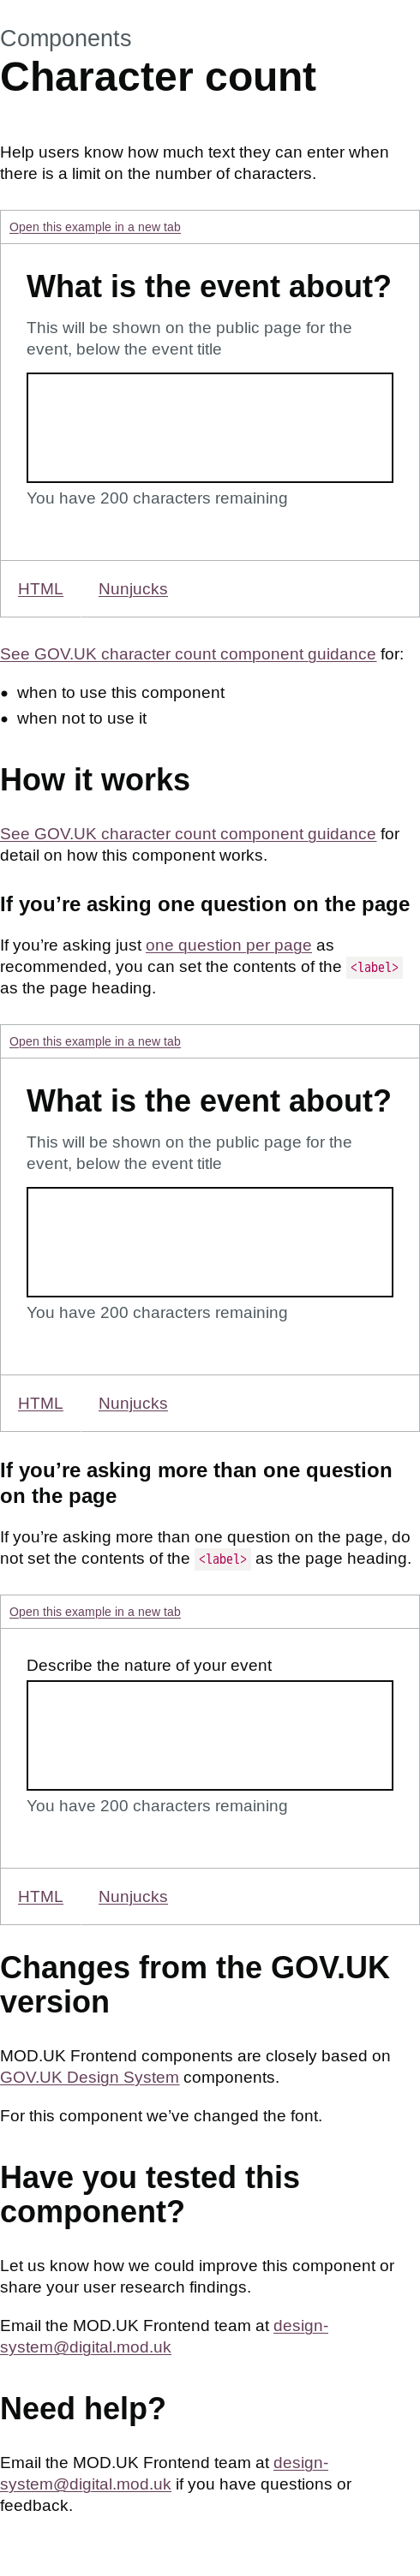 Components
Character count
Help users know how much text they can enter when
there is a limit on the number of characters.
Open this example in a new tab
What is the event about?
This will be shown on the public page for the
event, below the event title
You have 200 characters remaining
HTML Nunjucks
See GOV.UK character count component guidance for:
• when to use this component
• when not to use it
How it works
See GOV.UK character count component guidance for
detail on how this component works.
If you’re asking one question on the page
If you’re asking just one question per page as
recommended, you can set the contents of the <label>
as the page heading.
Open this example in a new tab
What is the event about?
This will be shown on the public page for the
event, below the event title
You have 200 characters remaining
HTML Nunjucks
If you’re asking more than one question
on the page
If you’re asking more than one question on the page, do
not set the contents of the <label> as the page heading.
Open this example in a new tab
Describe the nature of your event
You have 200 characters remaining
HTML Nunjucks
Changes from the GOV.UK
version
MOD.UK Frontend components are closely based on
GOV.UK Design System components.
For this component we’ve changed the font.
Have you tested this
component?
Let us know how we could improve this component or
share your user research findings.
Email the MOD.UK Frontend team at design-
system@digital.mod.uk
Need help?
Email the MOD.UK Frontend team at design-
system@digital.mod.uk if you have questions or
feedback.